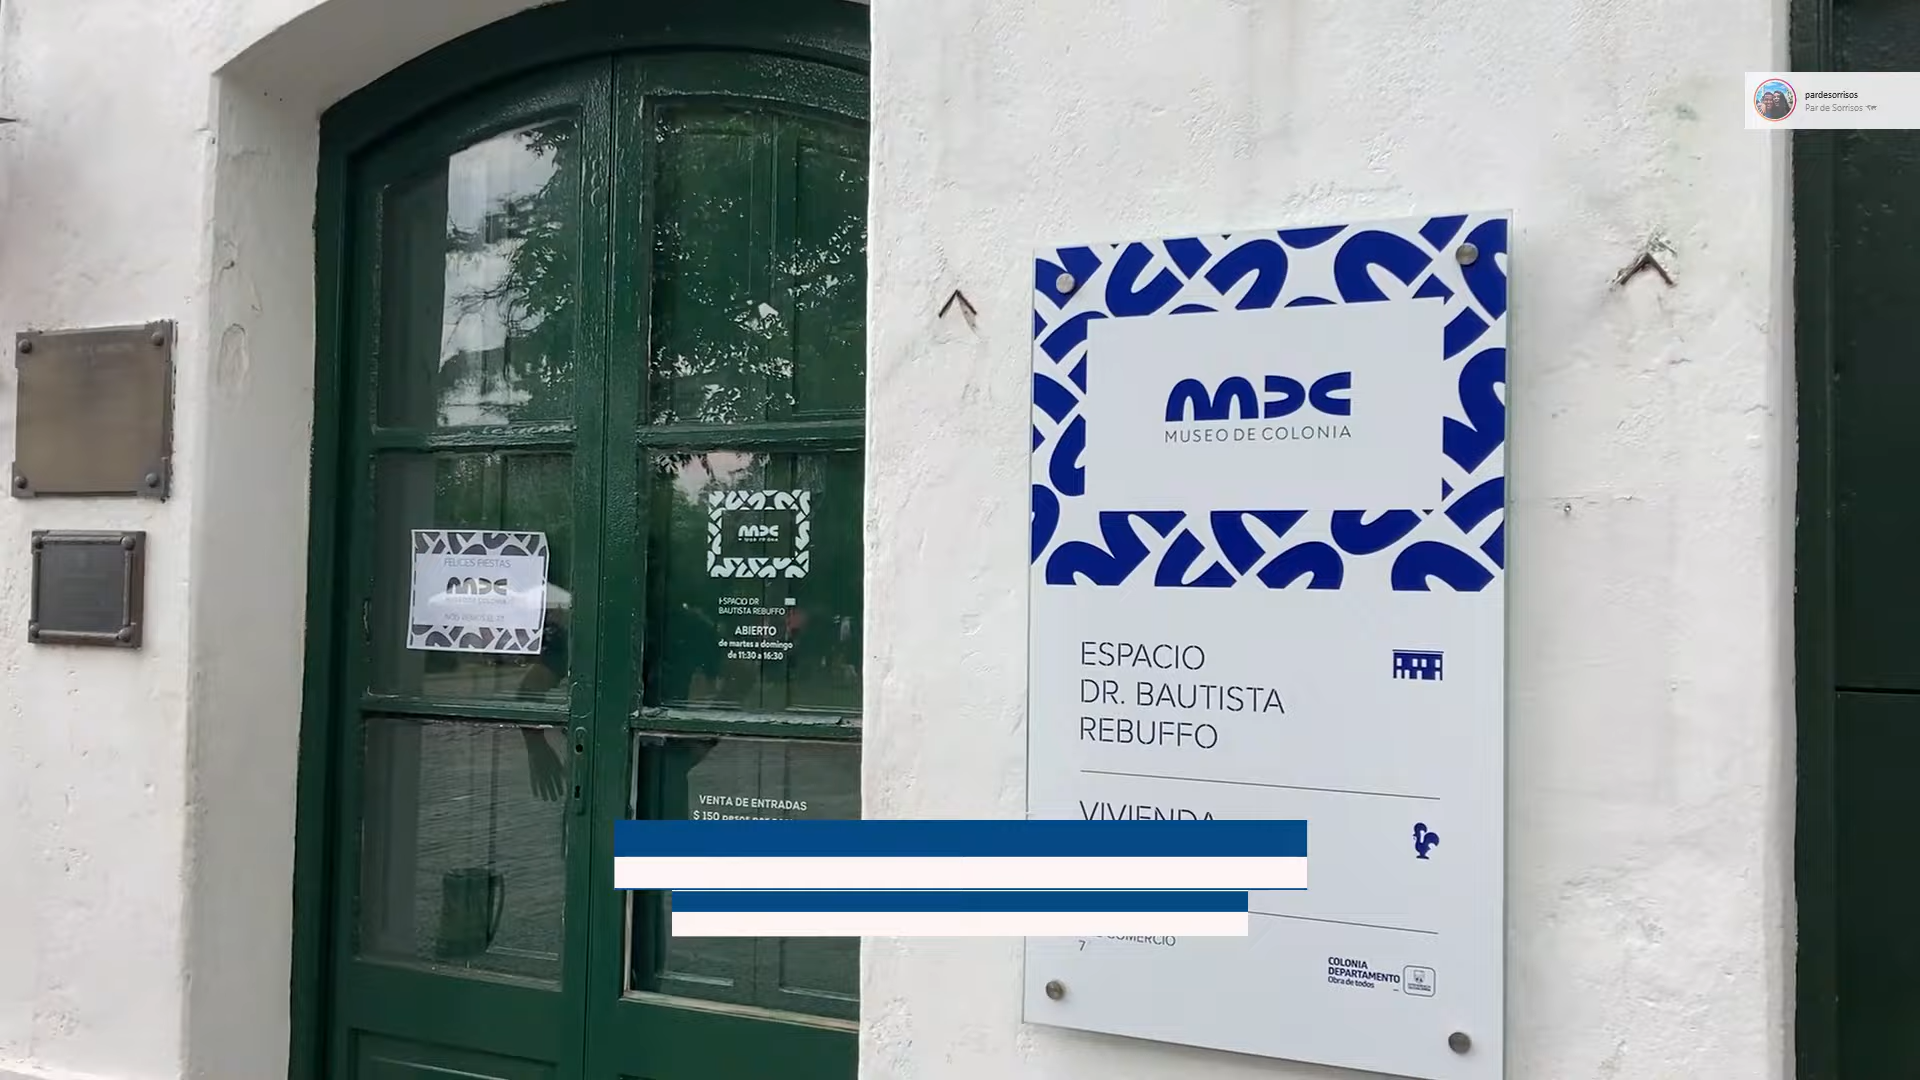 pardesorrisos
Par de Sorrisos
MDC
MUSEO DE COLONIA
ESPACIO
DR. BAUTISTA
REBUFFO
VIVIENDA
COMERCIO
7
COLONIA
DEPARTAMENTO
Obra de todos
FELICES FIESTAS
MDC
MDC
ESPACIO DR
BAUTISTA REBUFFO
ABIERTO
de martes a domingo
de 11:30 a 16:30
VENTA DE ENTRADAS
$ 150